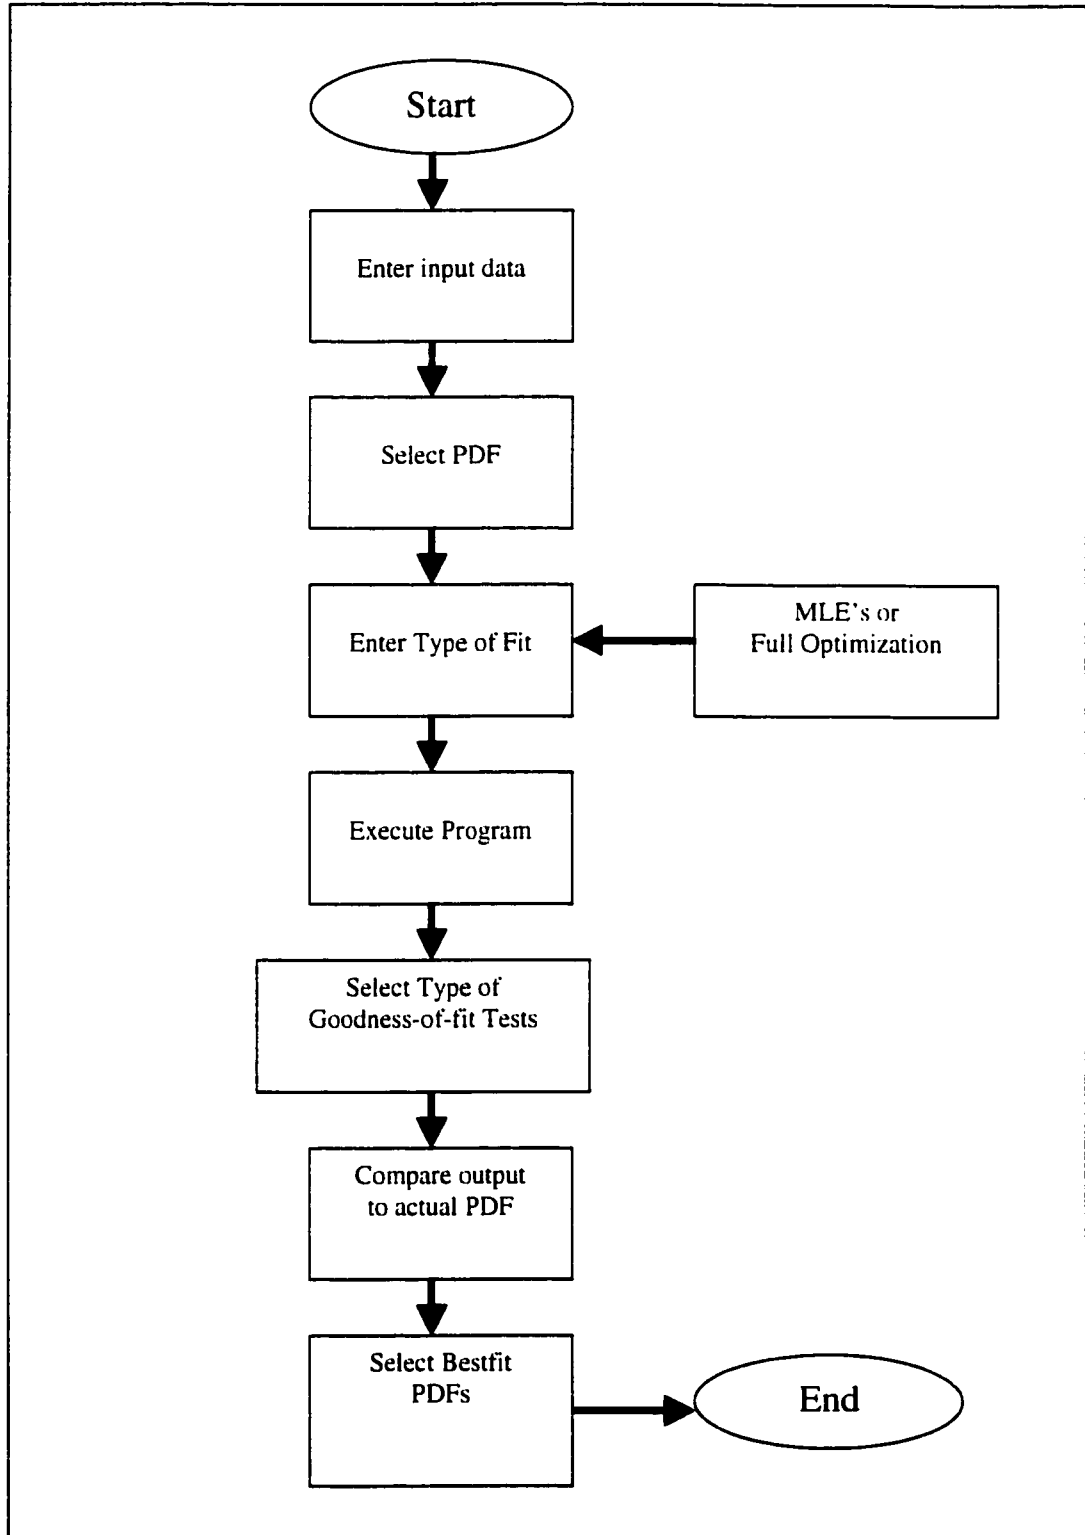 Start
Enter input data
Select PDF
Enter Type of Fit
MLE's or
Full Optimization
Execute Program
Select Type of
Goodness-of-fit Tests
Compare output
to actual PDF
Select Bestfit
PDFs
End